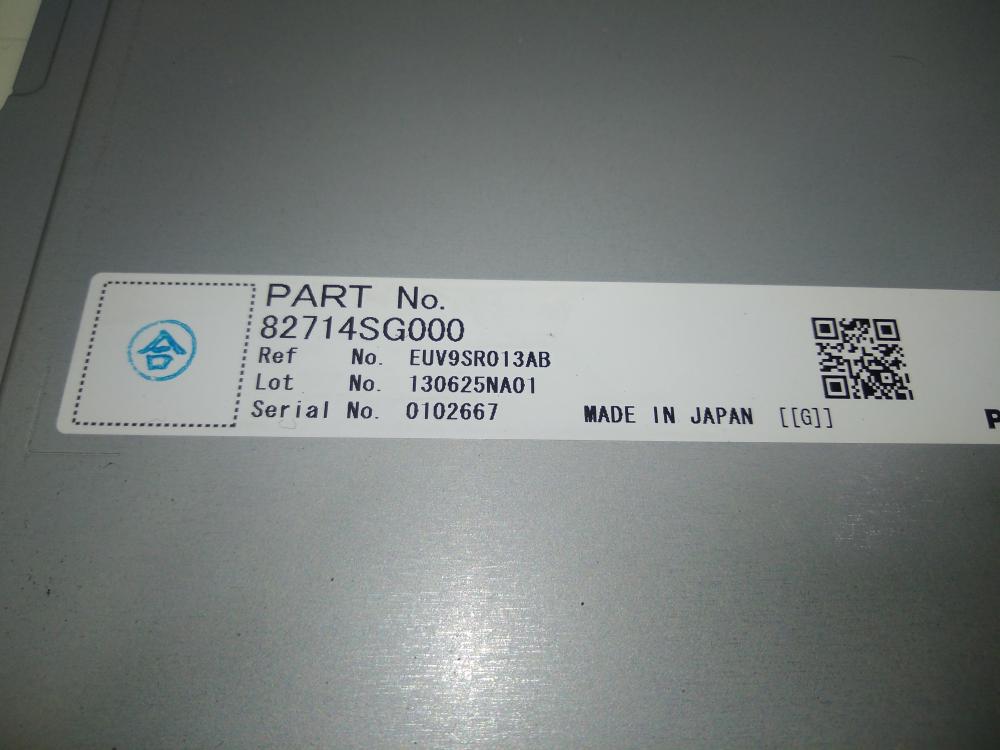 合
PART No.
82714SG000
Ref No. EUV9SR013AB
Lot No. 130625NA01
Serial No. 0102667 MADE IN JAPAN [[G]]